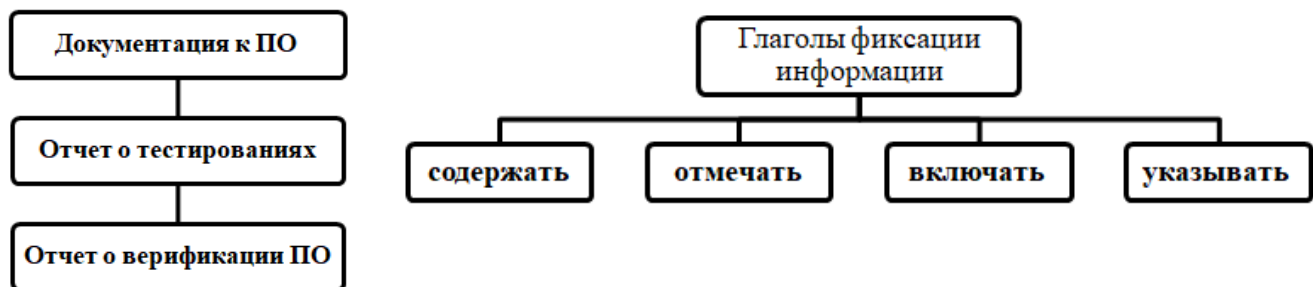 Документация к ПО
Отчет о тестированиях
Отчет о верификации ПО
Глаголы фиксации
информации
содержать
отмечать
включать
указывать